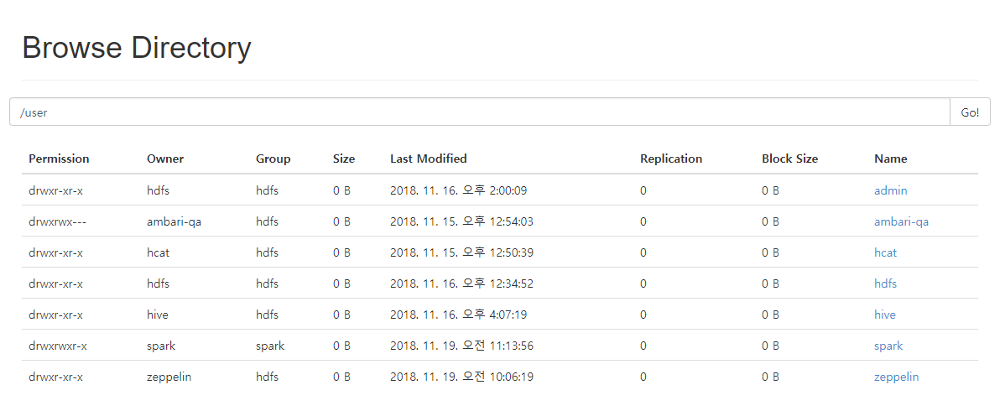 Browse Directory
/user Go!
Permission Owner Group Size Last Modified Replication Block Size Name
drwxr-xr-x hdfs hdfs 0 B 2018. 11. 16. 오후 2:00:09 0 0 B admin
drwxrwx--- ambari-qa hdfs 0 B 2018. 11. 15. 오후 12:54:03 0 0 B ambari-qa
drwxr-xr-x hcat hdfs 0 B 2018. 11. 15. 오후 12:50:39 0 0 B hcat
drwxr-xr-x hdfs hdfs 0 B 2018. 11. 16. 오후 12:34:52 0 0 B hdfs
drwxr-xr-x hive hdfs 0 B 2018. 11. 16. 오후 4:07:19 0 0 B hive
drwxrwxr-x spark spark 0 B 2018. 11. 19. 오전 11:13:56 0 0 B spark
drwxr-xr-x zeppelin hdfs 0 B 2018. 11. 19. 오전 10:06:19 0 0 B zeppelin